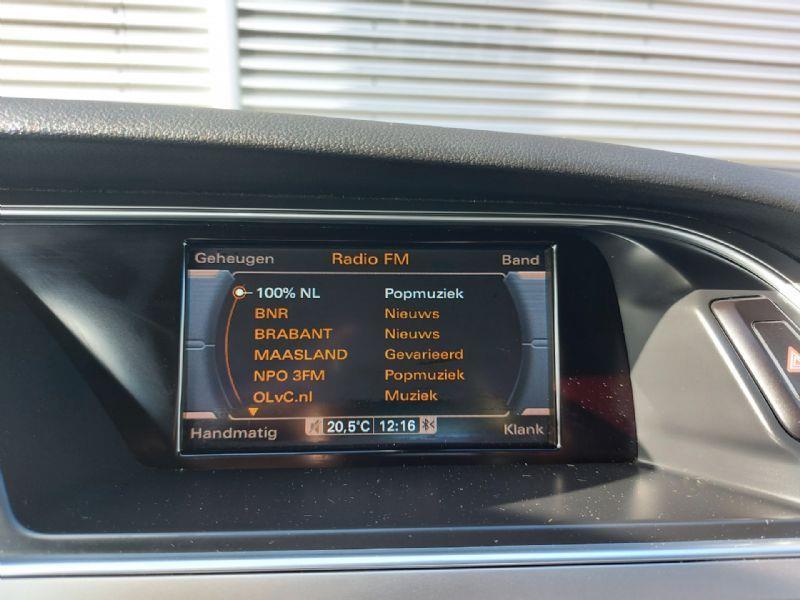 Geheugen Radio FM Band
100% NL Popmuziek
BNR Nieuws
BRABANT Nieuws
MAASLAND Gevarieerd
NPO 3FM Popmuziek
OLvC.nl Muziek
Handmatig 20,5°C 12:16 Klank